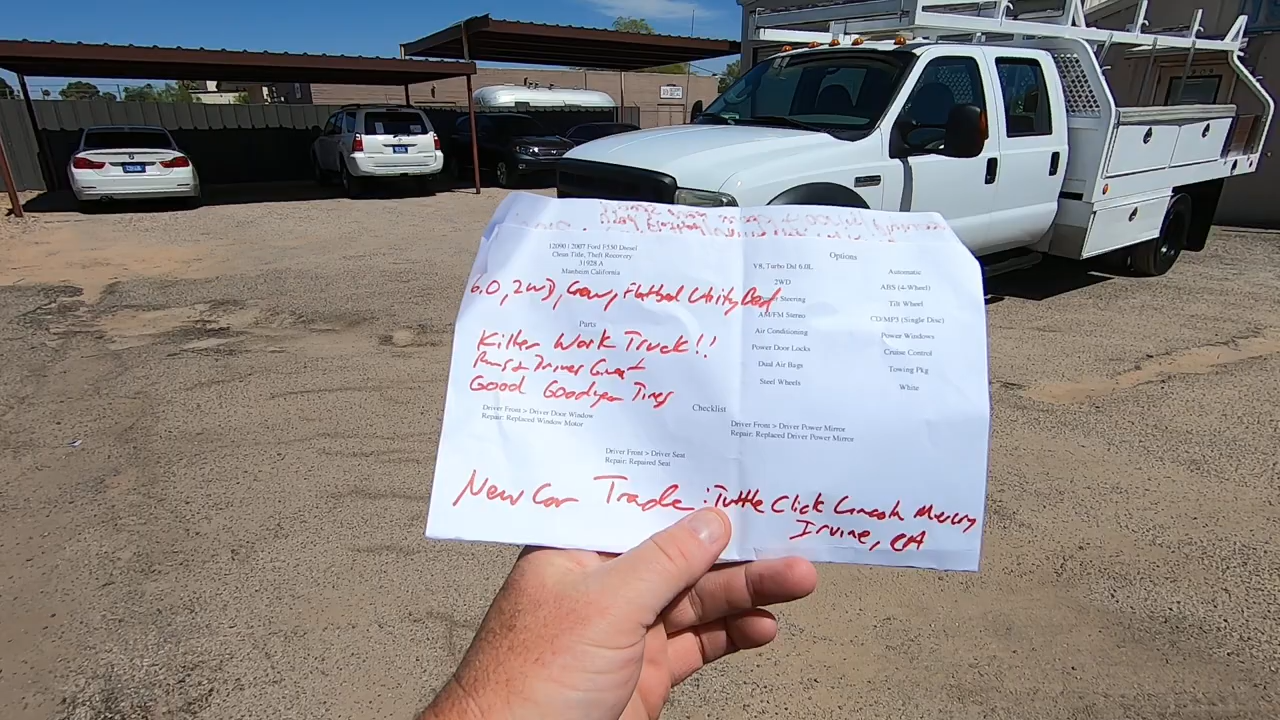 12090 | 2007 Ford F550 Diesel
Clean Title, Theft Recovery
31928 A
Manheim California
6.0, 2WD, Crew, Flatbed Utility Bed
Parts
Killer Work Truck!!
Runs & Drives Great
Good Goodyear Tires
Options
V8, Turbo Dsl 6.0L
Automatic
2WD
ABS (4-Wheel)
Steering
Tilt Wheel
AM/FM Stereo
CD/MP3 (Single Disc)
Air Conditioning
Power Windows
Power Door Locks
Cruise Control
Dual Air Bags
Towing Pkg
Steel Wheels
White
Checklist
Driver Front > Driver Door Window
Repair: Replaced Window Motor
Driver Front > Driver Power Mirror
Repair: Replaced Driver Power Mirror
Driver Front > Driver Seat
Repair: Repaired Seat
New Car Trade: Tuttle Click Lincoln Mercury
Irvine, CA